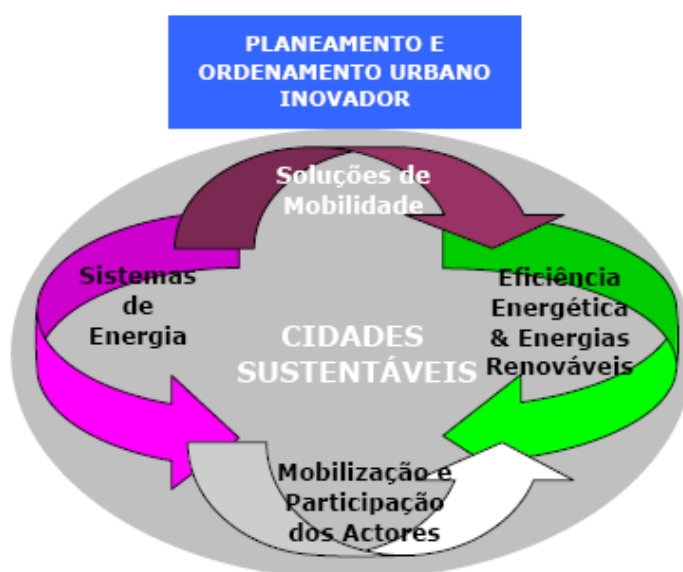 PLANEAMENTO E
ORDENAMENTO URBANO
INOVADOR
Soluções de
Mobilidade
Sistemas
de
Energia
Eficiência
Energética
& Energias
Renováveis
CIDADES
SUSTENTÁVEIS
Mobilização e
Participação
dos Actores